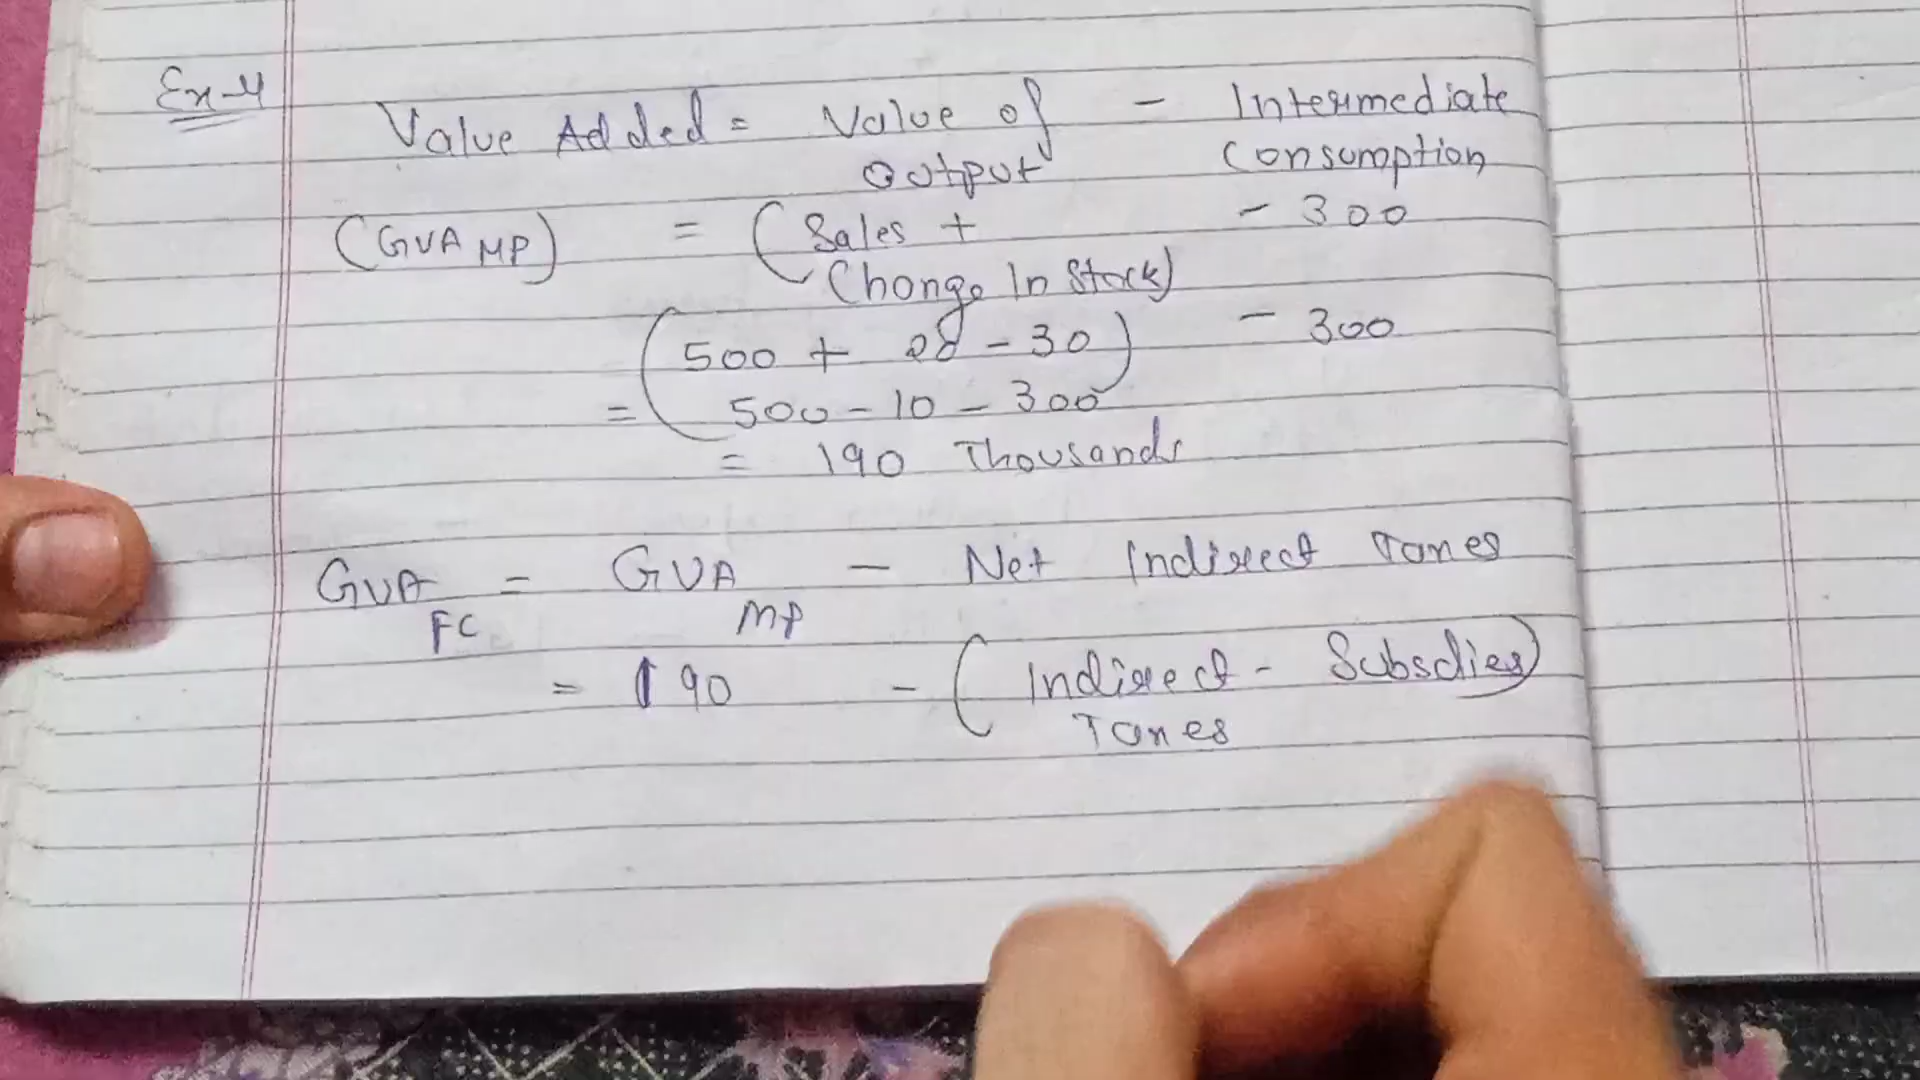 Ex-4
Value Added = Value of Output - Intermediate Consumption
(GVA MP) = (Sales + Change In Stock) - 300
= (500 + 20 - 30) - 300
= 500 - 10 - 300
= 190 Thousands
GVA FC = GVA MP - Net Indirect Taxes
= 190 - (Indirect Taxes - Subsdies)